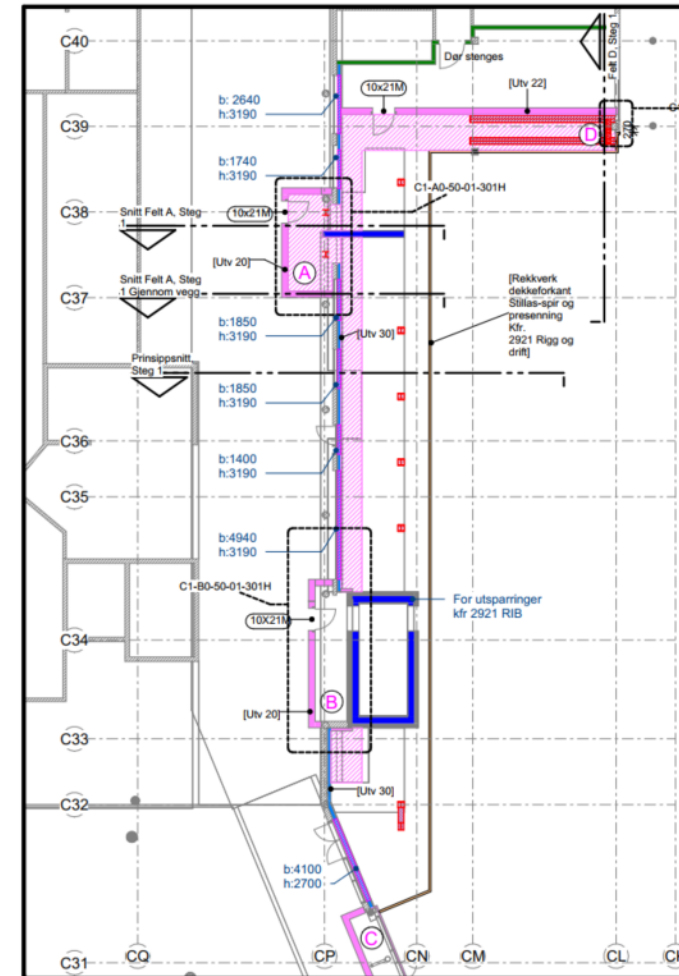 C40
Dør stenges
Felt D, Steg 1
b: 2640
h:3190
10x21M
[Utv 22]
C39
D
270
b:1740
h:3190
C1-A0-50-01-301H
C38
Snitt Felt A, Steg
1
10x21M
[Utv 20]
A
C37
Snitt Felt A, Steg
1 Gjennom vegg
[Rekkverk
dekkeforkant
Stillas-spir og
presenning
Kfr.
2921 Rigg og
drift]
b:1850
h:3190
[Utv 30]
Prinsippsnitt
Steg 1
b:1850
h:3190
C36
b:1400
h:3190
C35
b:4940
h:3190
C1-B0-50-01-301H
10X21M
For utsparringer
kfr 2921 RIB
C34
B
[Utv 20]
C33
[Utv 30]
C32
b:4100
h:2700
C
C31
CQ
CP
CN
CM
CL